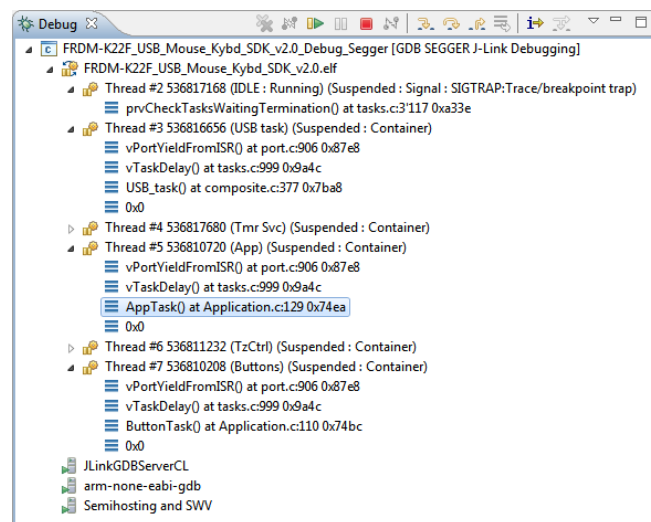 Debug
FRDM-K22F_USB_Mouse_Kybd_SDK_v2.0_Debug_Segger [GDB SEGGER J-Link Debugging]
FRDM-K22F_USB_Mouse_Kybd_SDK_v2.0.elf
Thread #2 536817168 (IDLE : Running) (Suspended : Signal : SIGTRAP:Trace/breakpoint trap)
prvCheckTasksWaitingTermination() at tasks.c:3'117 0xa33e
Thread #3 536816656 (USB task) (Suspended : Container)
vPortYieldFromISR() at port.c:906 0x87e8
vTaskDelay() at tasks.c:999 0x9a4c
USB_task() at composite.c:377 0x7ba8
0x0
Thread #4 536817680 (Tmr Svc) (Suspended : Container)
Thread #5 536810720 (App) (Suspended : Container)
vPortYieldFromISR() at port.c:906 0x87e8
vTaskDelay() at tasks.c:999 0x9a4c
AppTask() at Application.c:129 0x74ea
0x0
Thread #6 536811232 (TzCtrl) (Suspended : Container)
Thread #7 536810208 (Buttons) (Suspended : Container)
vPortYieldFromISR() at port.c:906 0x87e8
vTaskDelay() at tasks.c:999 0x9a4c
ButtonTask() at Application.c:110 0x74bc
0x0
JLinkGDBServerCL
arm-none-eabi-gdb
Semihosting and SWV